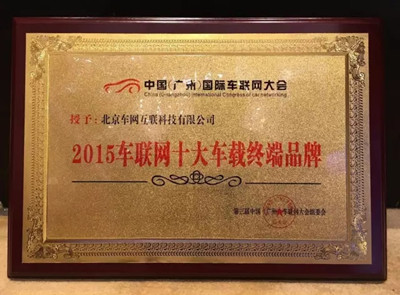 中国（广州）国际车联网大会
China (Guangzhou) International Congress of car networking
授予：北京车网互联科技有限公司
2015车联网十大车载终端品牌
第三届中国（广州）车联网大会组委会